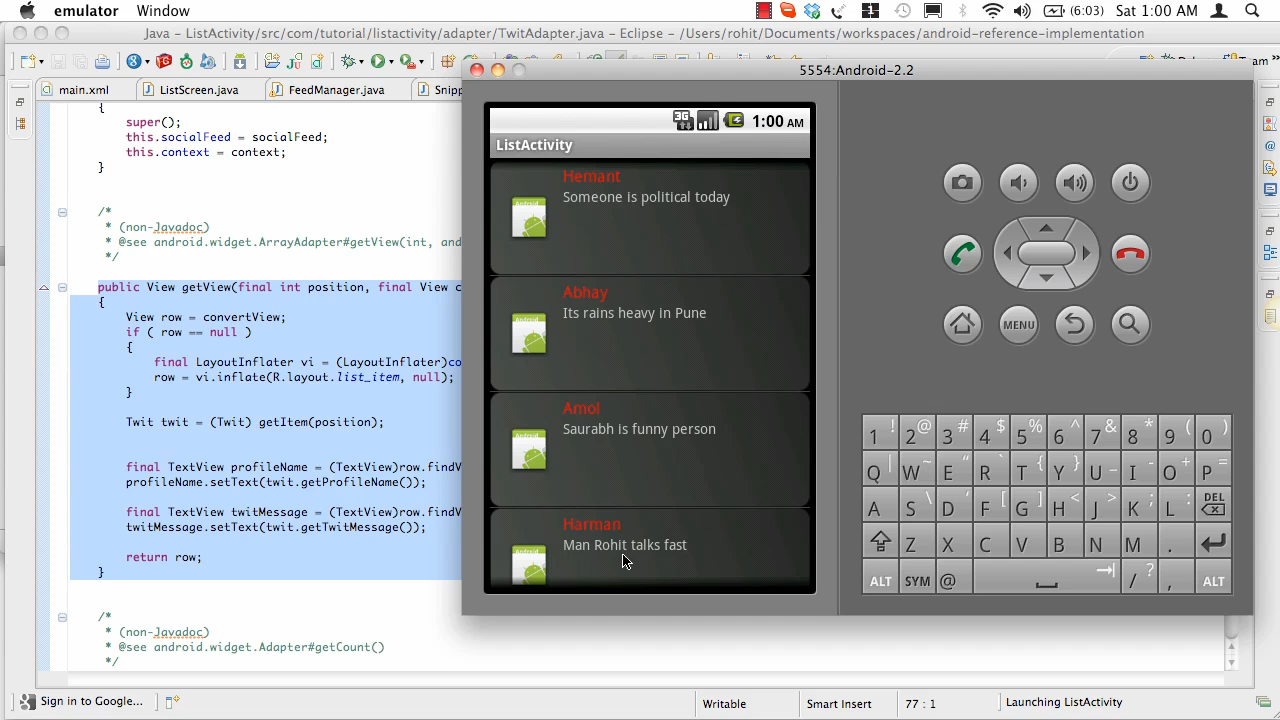 emulator
(6:03) Sat 1:00 AM
Java – ListActivity/src/com/tutorial/listactivity/adapter/TwitAdapter.java – Eclipse – /Users/rohit/Documents/workspaces/android-reference-implementation
main.xml ListScreen.java FeedManager.java Snipp
{
super();
this.socialFeed = socialFeed;
this.context = context;
}
/*
* (non-Javadoc)
* @see android.widget.ArrayAdapter#getView(int, and
*/
public View getView(final int position, final View c
{
View row = convertView;
if ( row == null )
{
final LayoutInflater vi = (LayoutInflater)co
row = vi.inflate(R.layout.list_item, null);
}
Twit twit = (Twit) getItem(position);
final TextView profileName = (TextView)row.findV
profileName.setText(twit.getProfileName());
final TextView twitMessage = (TextView)row.findV
twitMessage.setText(twit.getTwitMessage());
return row;
}
/*
* (non-Javadoc)
* @see android.widget.Adapter#getCount()
*/
5554:Android-2.2
3G 1:00 AM
ListActivity
Hemant
Someone is political today
Abhay
Its rains heavy in Pune
Amol
Saurabh is funny person
Harman
Man Rohit talks fast
MENU
1 ! 2 @ 3 # 4 $ 5 % 6 ^ 7 & 8 * 9 ( 0 )
Q | W ~ E " R ` T { Y } U _ I - O + P =
A S \ D ' F [ G ] H < J > K ; L : DEL
Z X C V B N M .
ALT SYM @ / ? , ALT
Sign in to Google... Writable Smart Insert 77 : 1 Launching ListActivity